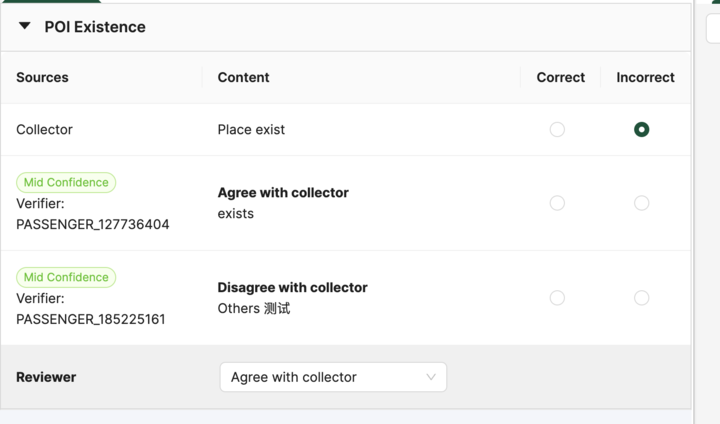 POI Existence
Sources Content Correct Incorrect
Collector Place exist
Mid Confidence
Verifier:
PASSENGER_127736404
Agree with collector
exists
Mid Confidence
Verifier:
PASSENGER_185225161
Disagree with collector
Others 测试
Reviewer Agree with collector